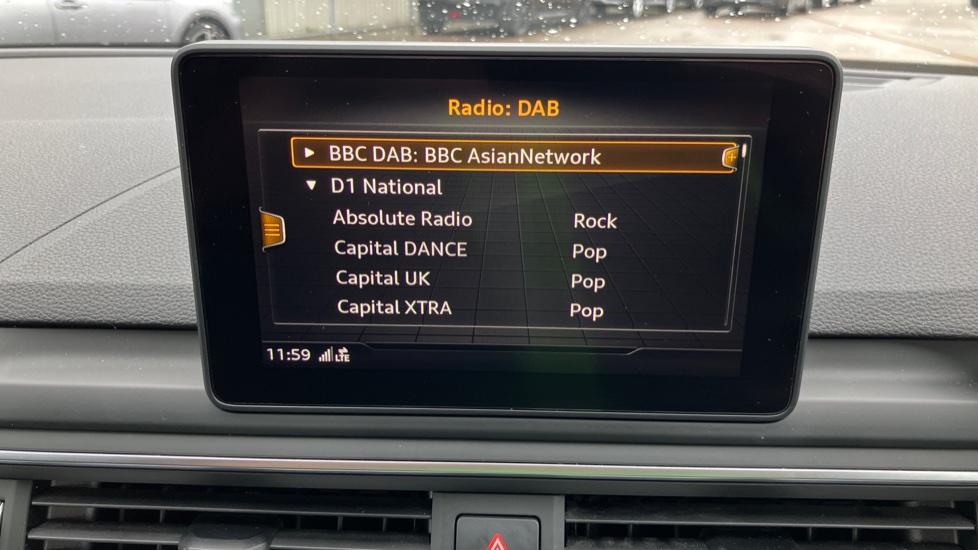 Radio: DAB
BBC DAB: BBC AsianNetwork
D1 National
Absolute Radio Rock
Capital DANCE Pop
Capital UK Pop
Capital XTRA Pop
11:59 LTE